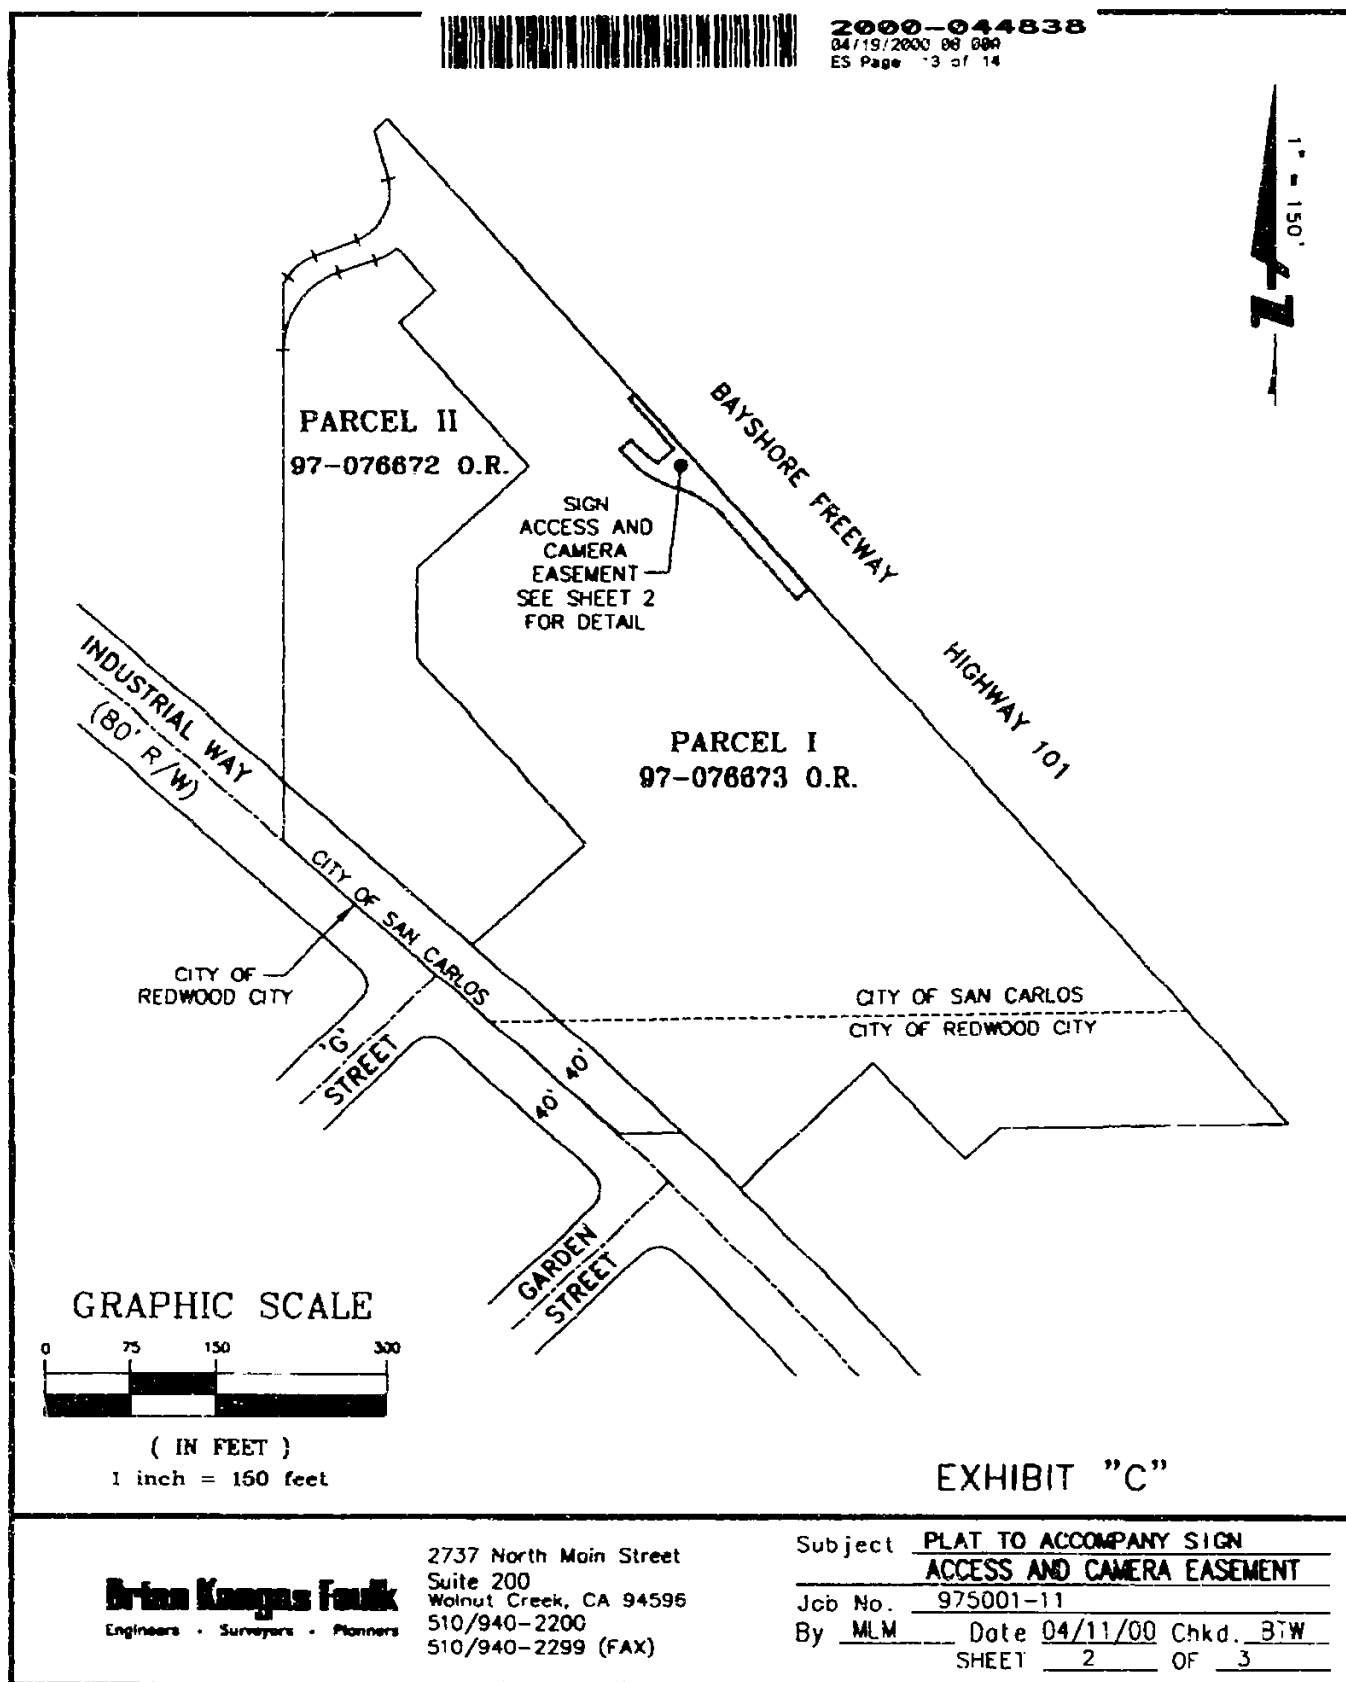 2000-044838
04/19/2000 08 00A
ES Page 13 of 14
1" = 150'
Z
BAYSHORE FREEWAY
HIGHWAY 101
PARCEL II
97-076672 O.R.
SIGN
ACCESS AND
CAMERA
EASEMENT
SEE SHEET 2
FOR DETAIL
PARCEL I
97-076673 O.R.
INDUSTRIAL WAY
(80' R/W)
CITY OF SAN CARLOS
CITY OF
REDWOOD CITY
CITY OF SAN CARLOS
CITY OF REDWOOD CITY
'G'
STREET
40'
40'
GARDEN
STREET
GRAPHIC SCALE
0 75 150 300
( IN FEET )
1 inch = 150 feet
EXHIBIT "C"
Brian Kangas Foulk
Engineers • Surveyors • Planners
2737 North Main Street
Suite 200
Walnut Creek, CA 94596
510/940-2200
510/940-2299 (FAX)
Subject PLAT TO ACCOMPANY SIGN
ACCESS AND CAMERA EASEMENT
Job No. 975001-11
By MLM Date 04/11/00 Chkd. BTW
SHEET 2 OF 3